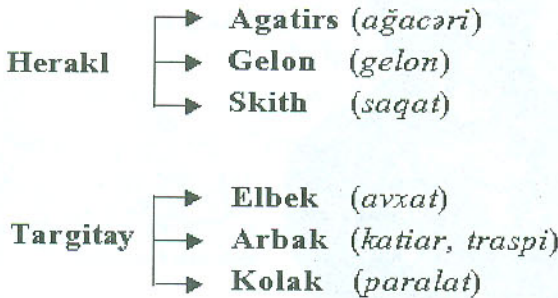 Agatirs (ağacəri)
Herakl Gelon (gelon)
Skith (saqat)
Elbek (avxat)
Targitay Arbak (katiar, traspi)
Kolak (paralat)